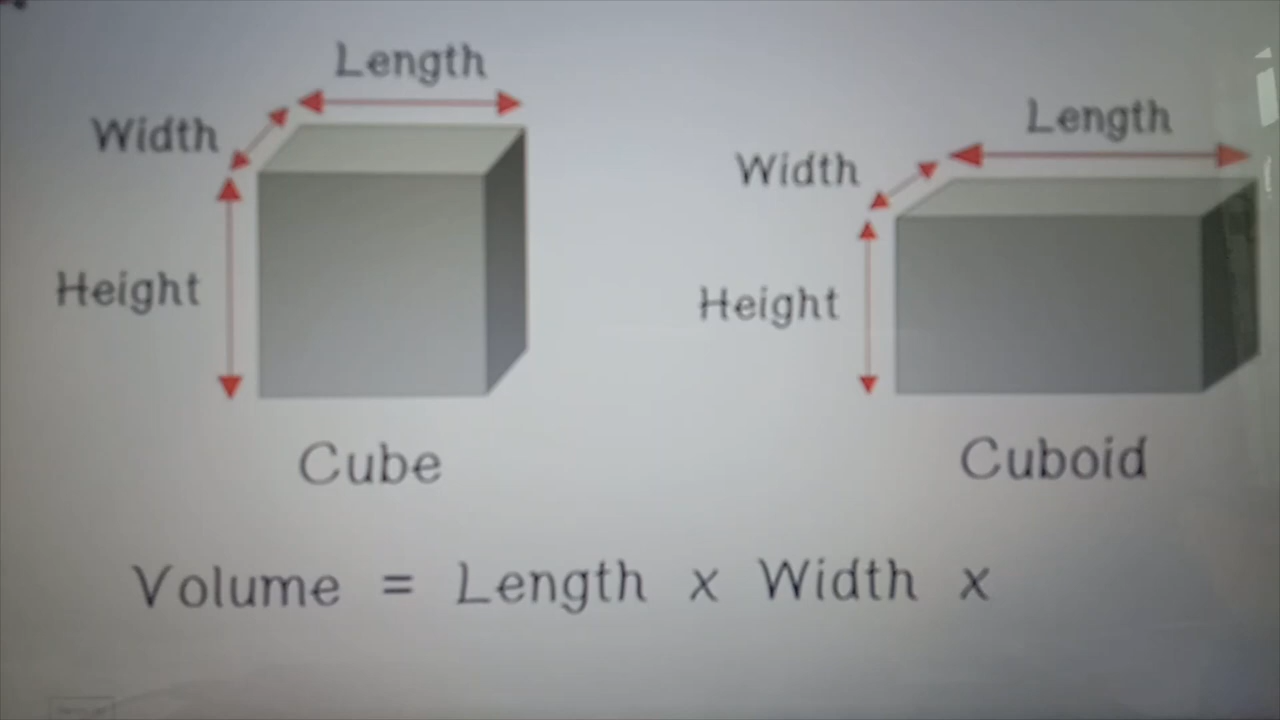 Length
Width
Height
Cube
Length
Width
Height
Cuboid
Volume = Length x Width x